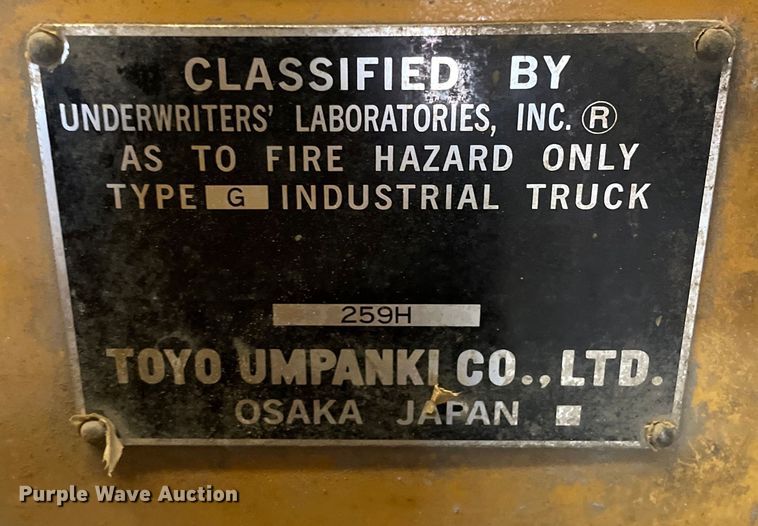 CLASSIFIED BY
UNDERWRITERS' LABORATORIES, INC.®
AS TO FIRE HAZARD ONLY
TYPE G INDUSTRIAL TRUCK
259H
TOYO UMPANKI CO., LTD.
OSAKA JAPAN
Purple Wave Auction